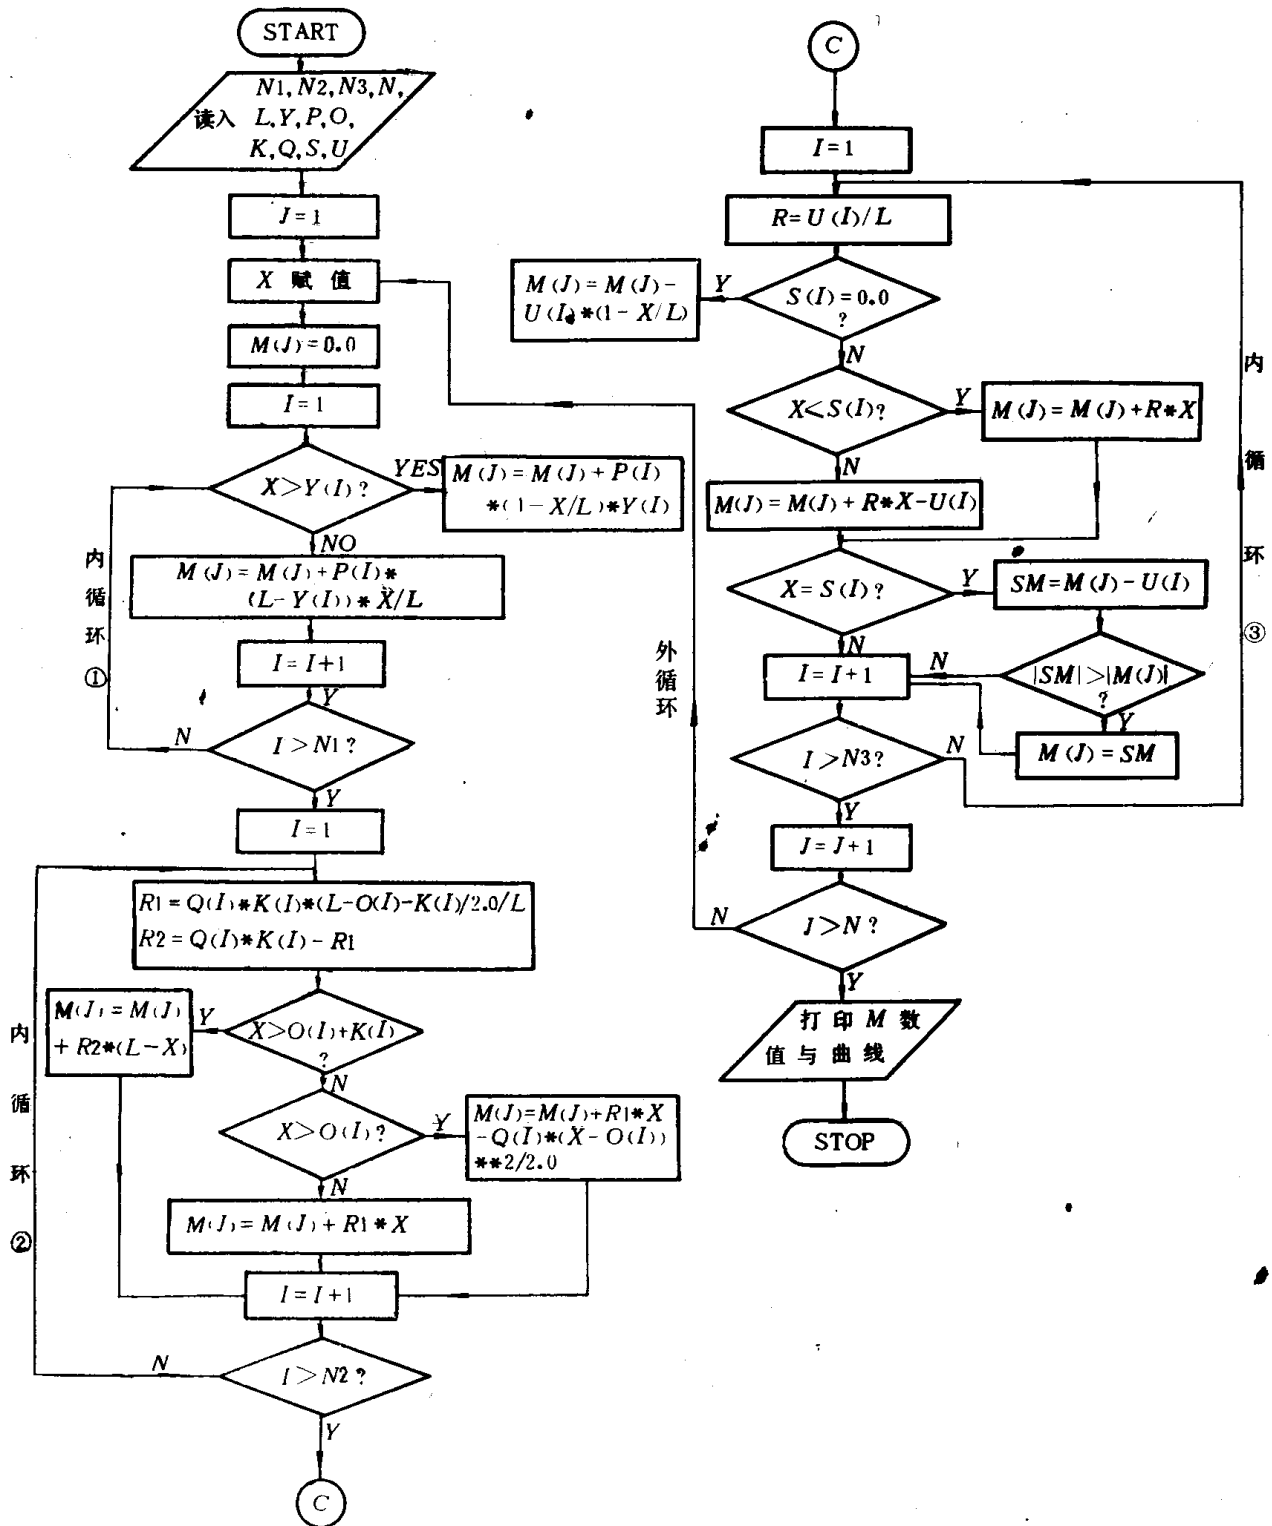 START
N1,N2,N3,N,
读入 L,Y,P,O,
K,Q,S,U
J=1
X 赋 值
M(J)=0.0
I=1
X>Y(I)?
YES
M(J)=M(J)+P(I)
*(1-X/L)*Y(I)
NO
M(J)=M(J)+P(I)*
(L-Y(I))*X/L
I=I+1
Y
I>N1?
N
Y
内循环①
I=1
R1=Q(I)*K(I)*(L-O(I)-K(I)/2.0/L
R2=Q(I)*K(I)-R1
X>O(I)+K(I)
?
Y
M(J)=M(J)
+R2*(L-X)
N
X>O(I)?
Y
M(J)=M(J)+R1*X
-Q(I)*(X-O(I))
**2/2.0
N
M(J)=M(J)+R1*X
I=I+1
I>N2?
N
Y
内循环②
C
C
I=1
R=U(I)/L
S(I)=0.0
?
Y
M(J)=M(J)-
U(I)*(1-X/L)
N
X<S(I)?
Y
M(J)=M(J)+R*X
N
M(J)=M(J)+R*X-U(I)
X=S(I)?
Y
SM=M(J)-U(I)
N
|SM|>|M(J)|
?
N
Y
M(J)=SM
I=I+1
I>N3?
N
Y
内循环③
J=J+1
J>N?
N
外循环
Y
打 印 M 数
值 与 曲 线
STOP